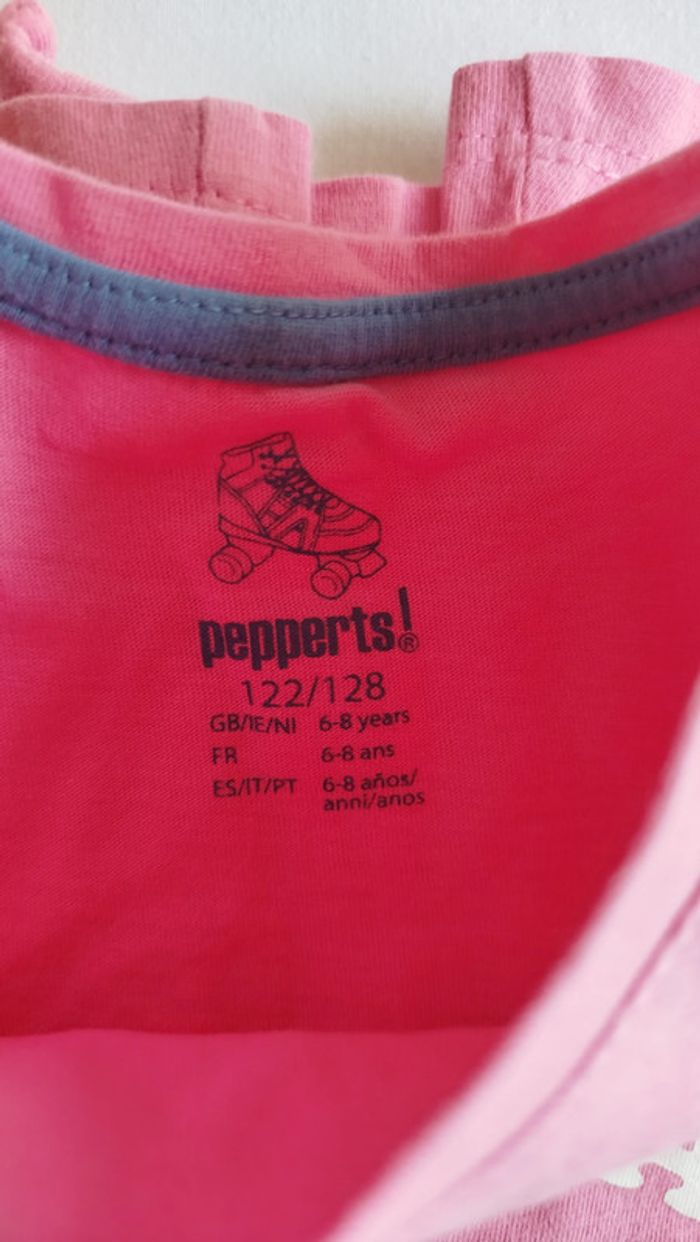 pepperts!®
122/128
GB/IE/NI 6-8 years
FR 6-8 ans
ES/IT/PT 6-8 años/
anni/anos